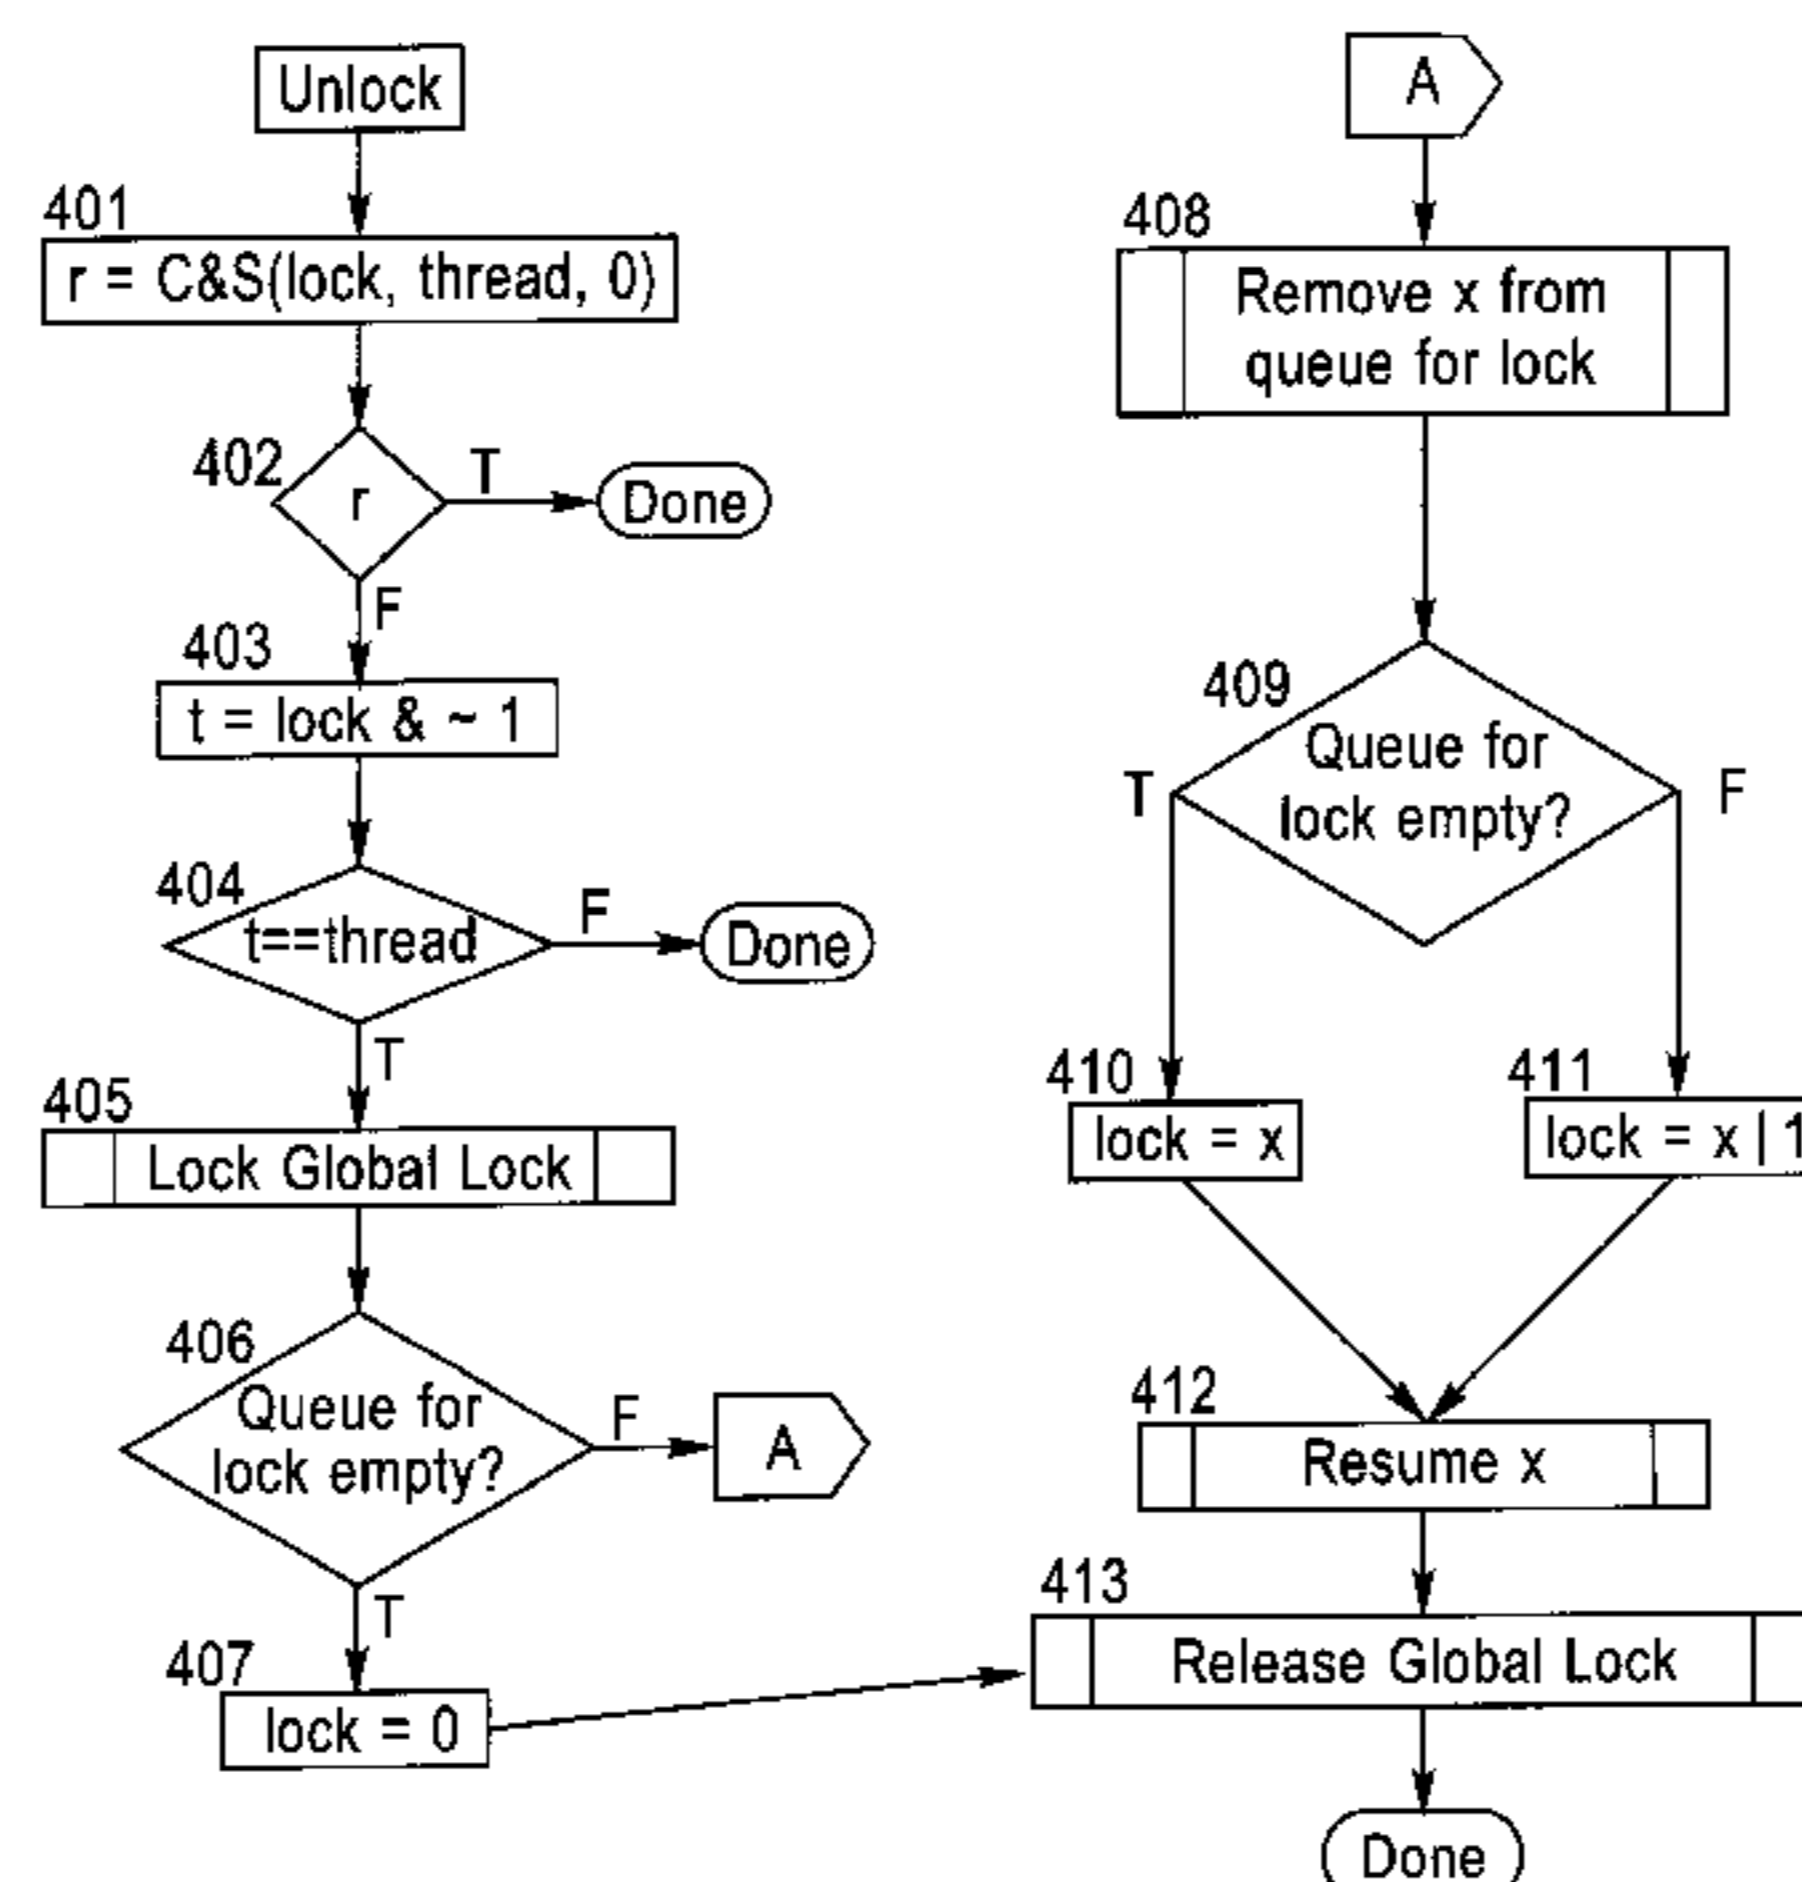 Unlock
401
r = C&S(lock, thread, 0)
402
r
T
Done
F
403
t = lock & ~ 1
404
t==thread
F
Done
T
405
Lock Global Lock
406
Queue for
lock empty?
F
A
T
407
lock = 0
A
408
Remove x from
queue for lock
409
Queue for
lock empty?
T
F
410
lock = x
411
lock = x | 1
412
Resume x
413
Release Global Lock
Done